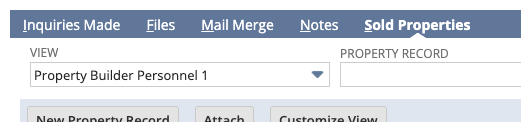 Inquiries Made Files Mail Merge Notes Sold Properties
VIEW PROPERTY RECORD
Property Builder Personnel 1
New Property Record Attach Customize View